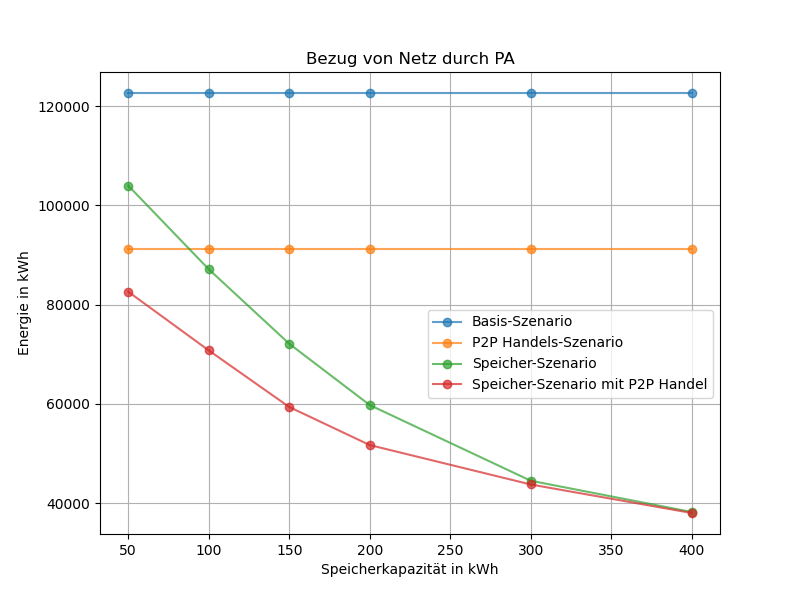 Bezug von Netz durch PA
Energie in kWh
120000
100000
80000
60000
40000
Basis-Szenario
P2P Handels-Szenario
Speicher-Szenario
Speicher-Szenario mit P2P Handel
50 100 150 200 250 300 350 400
Speicherkapazität in kWh